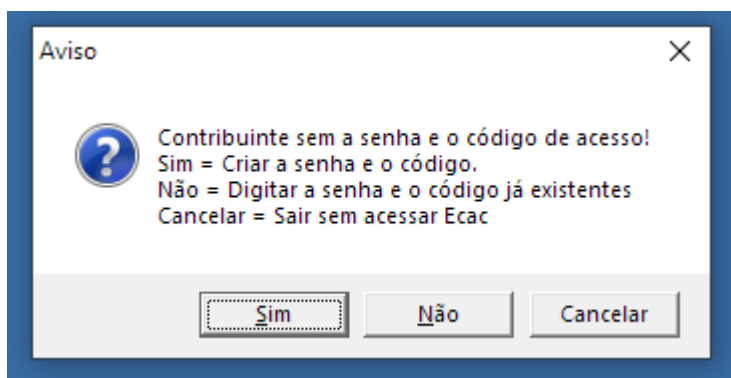 Aviso
Contribuinte sem a senha e o código de acesso!
Sim = Criar a senha e o código.
Não = Digitar a senha e o código já existentes
Cancelar = Sair sem acessar Ecac
Sim
Não
Cancelar